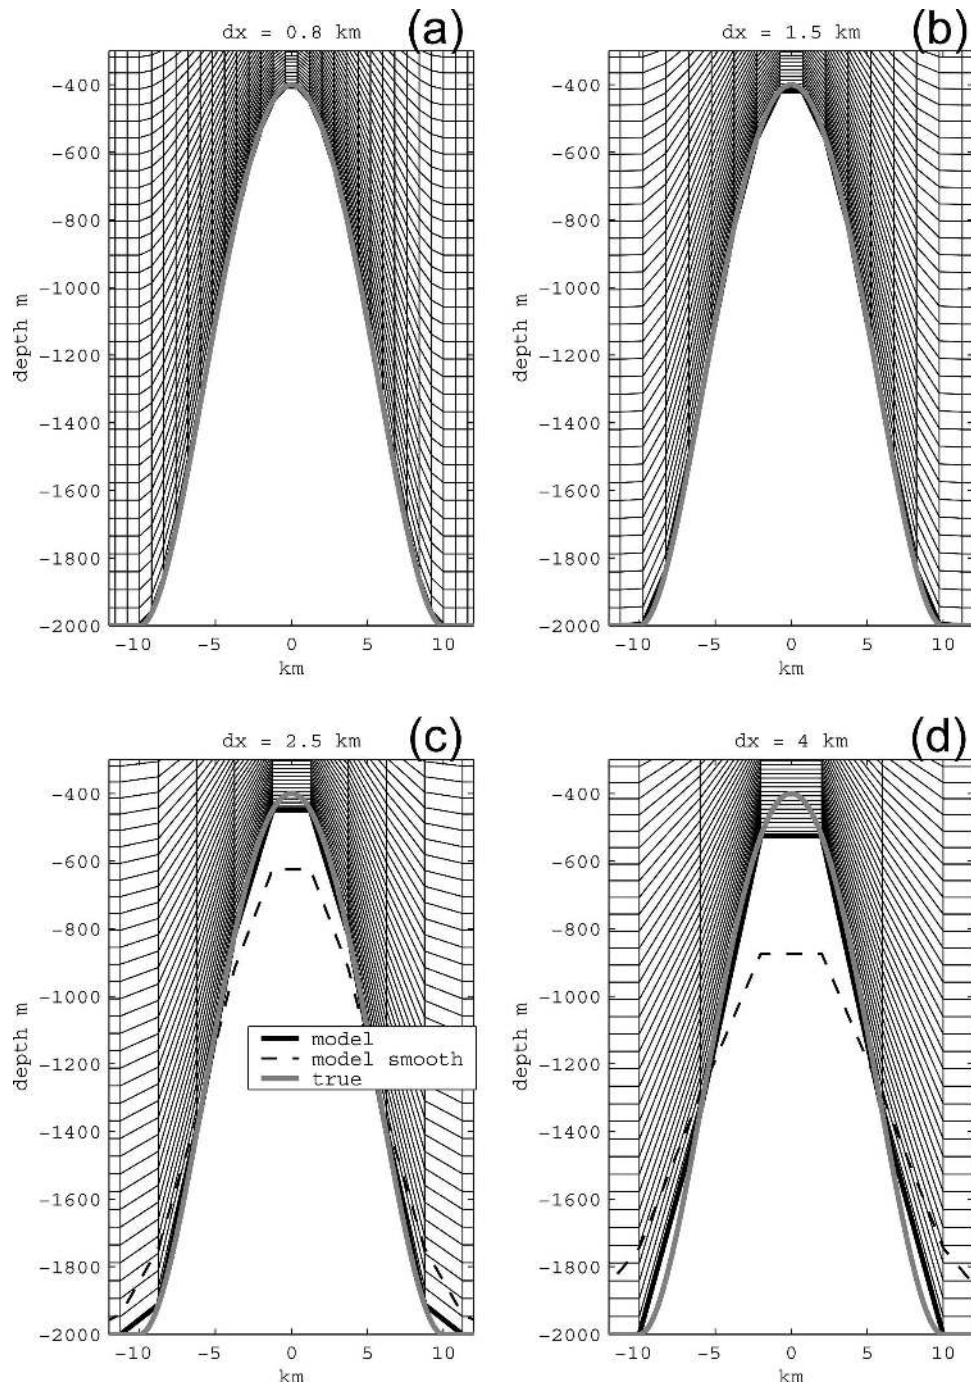 (a)
dx = 0.8 km
-400
-600
-800
-1000
-1200
-1400
-1600
-1800
-2000
depth m
-10 -5 0 5 10
km
(b)
dx = 1.5 km
-400
-600
-800
-1000
-1200
-1400
-1600
-1800
-2000
depth m
-10 -5 0 5 10
km
(c)
dx = 2.5 km
-400
-600
-800
-1000
-1200
-1400
-1600
-1800
-2000
depth m
model
model smooth
true
-10 -5 0 5 10
km
(d)
dx = 4 km
-400
-600
-800
-1000
-1200
-1400
-1600
-1800
-2000
depth m
-10 -5 0 5 10
km